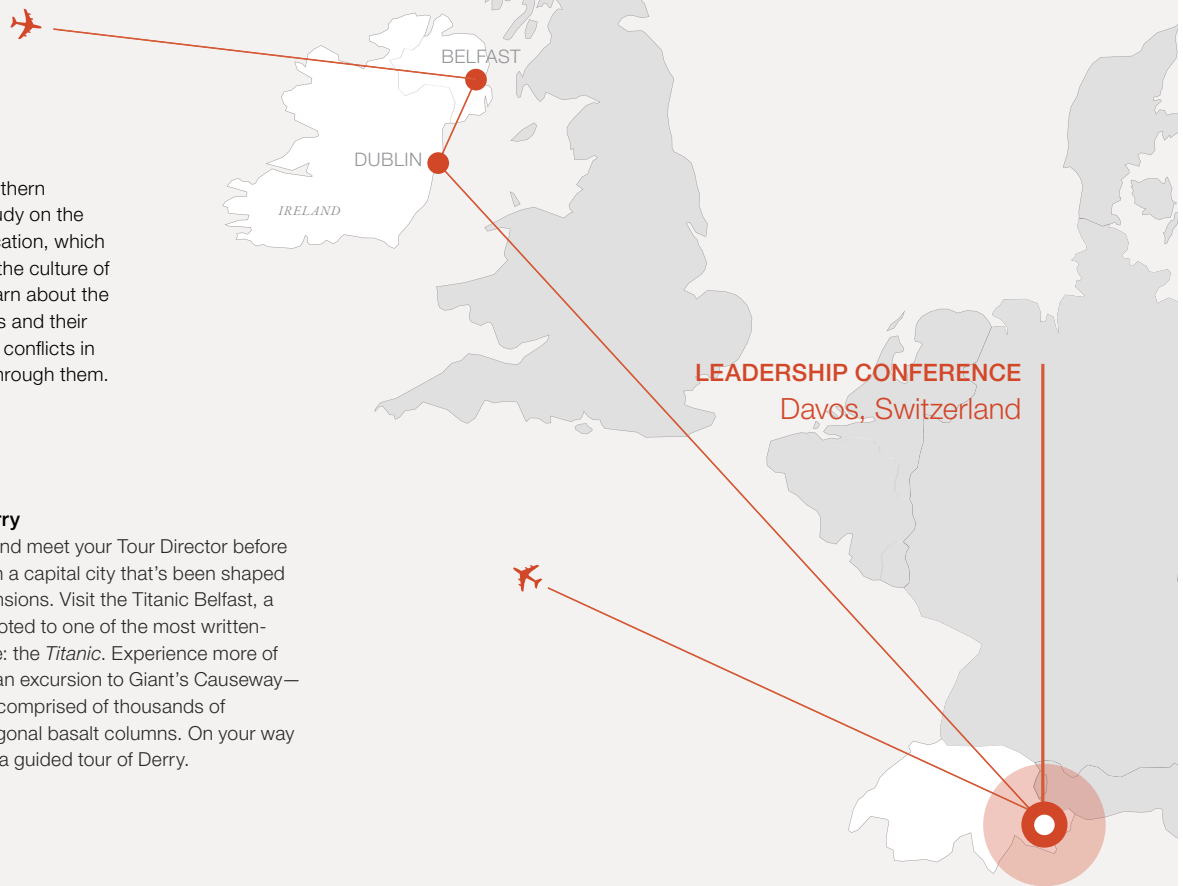 BELFAST
DUBLIN
IRELAND
thern
udy on the
cation, which
the culture of
arn about the
s and their
conflicts in
hrough them.
LEADERSHIP CONFERENCE
Davos, Switzerland
rry
nd meet your Tour Director before
n a capital city that’s been shaped
nsions. Visit the Titanic Belfast, a
oted to one of the most written-
e: the Titanic. Experience more of
an excursion to Giant’s Causeway—
comprised of thousands of
gonal basalt columns. On your way
a guided tour of Derry.